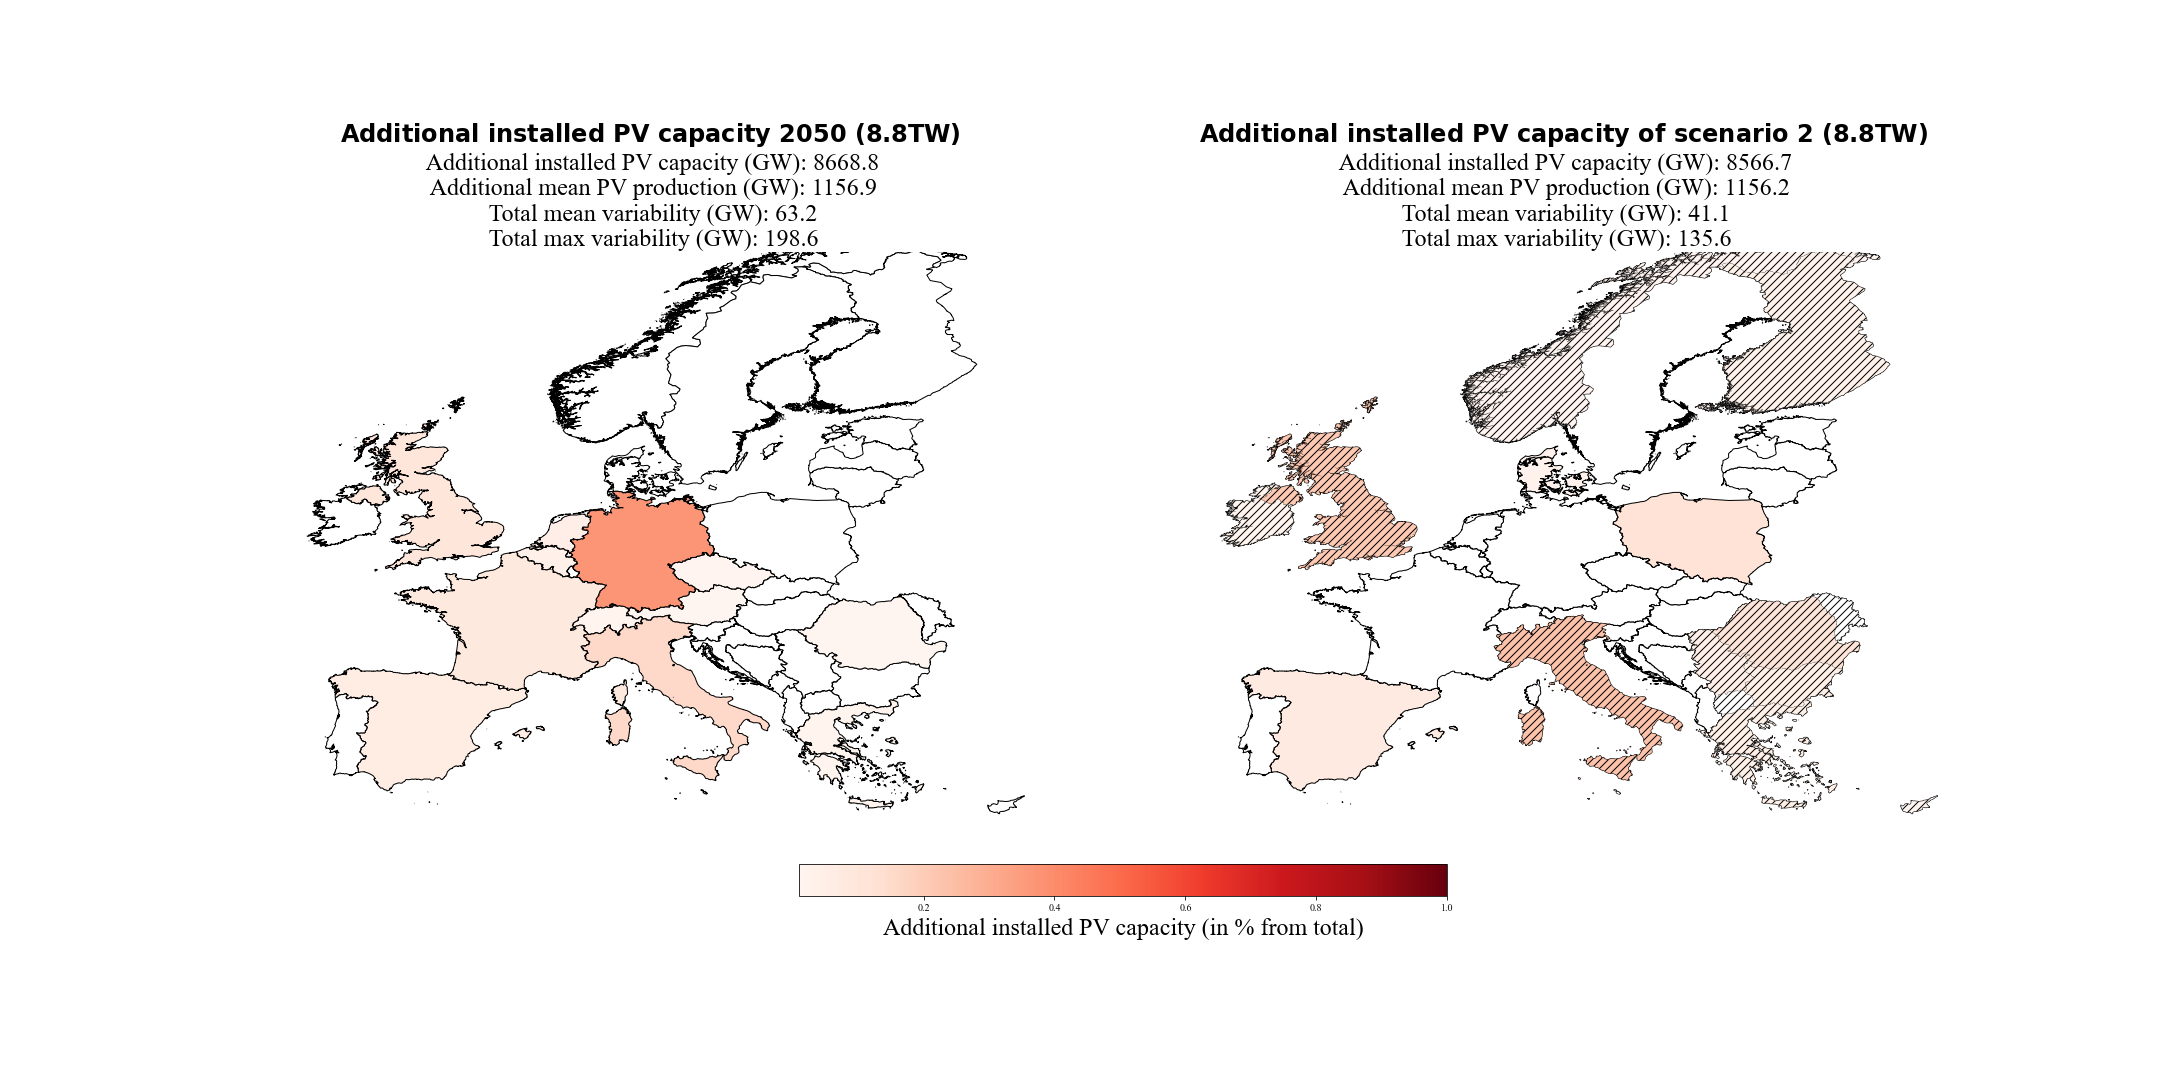 Additional installed PV capacity 2050 (8.8TW)
Additional installed PV capacity (GW): 8668.8
Additional mean PV production (GW): 1156.9
Total mean variability (GW): 63.2
Total max variability (GW): 198.6
Additional installed PV capacity of scenario 2 (8.8TW)
Additional installed PV capacity (GW): 8566.7
Additional mean PV production (GW): 1156.2
Total mean variability (GW): 41.1
Total max variability (GW): 135.6
0.2 0.4 0.6 0.8 1.0
Additional installed PV capacity (in % from total)